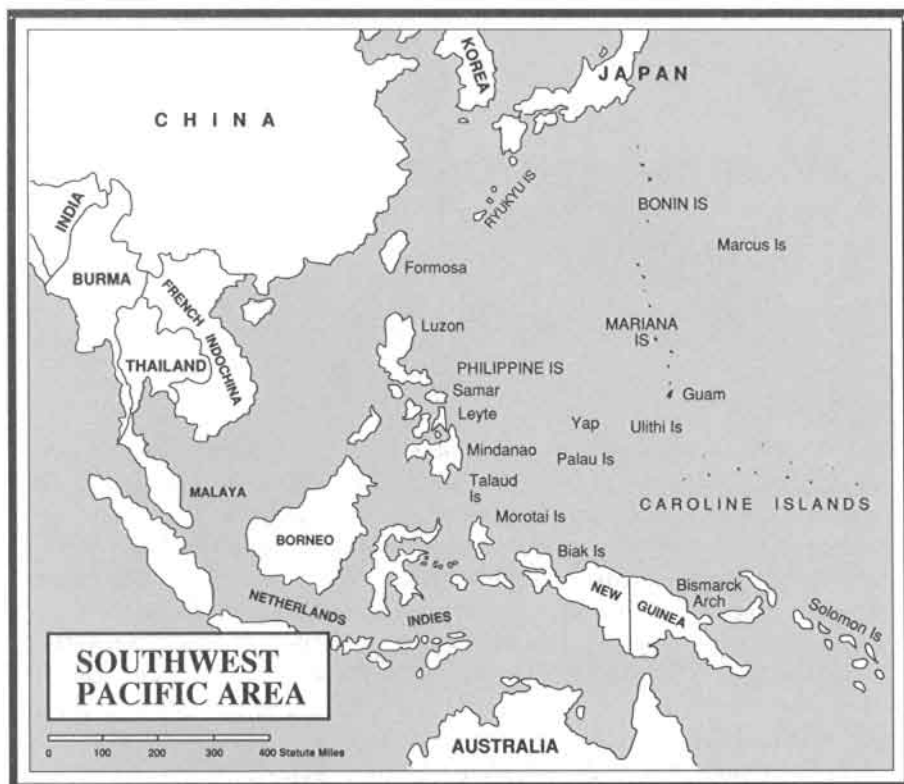 KOREA
JAPAN
CHINA
RYUKYU IS
BONIN IS
INDIA
Marcus Is
BURMA
Formosa
FRENCH INDOCHINA
Luzon
MARIANA
IS
THAILAND
PHILIPPINE IS
Samar
Guam
Leyte
Yap
Ulithi Is
Mindanao
Palau Is
Talaud
Is
MALAYA
CAROLINE ISLANDS
Morotai Is
BORNEO
Biak Is
NEW GUINEA
Bismarck
Arch
Solomon Is
NETHERLANDS INDIES
SOUTHWEST
PACIFIC AREA
0 100 200 300 400 Statute Miles
AUSTRALIA